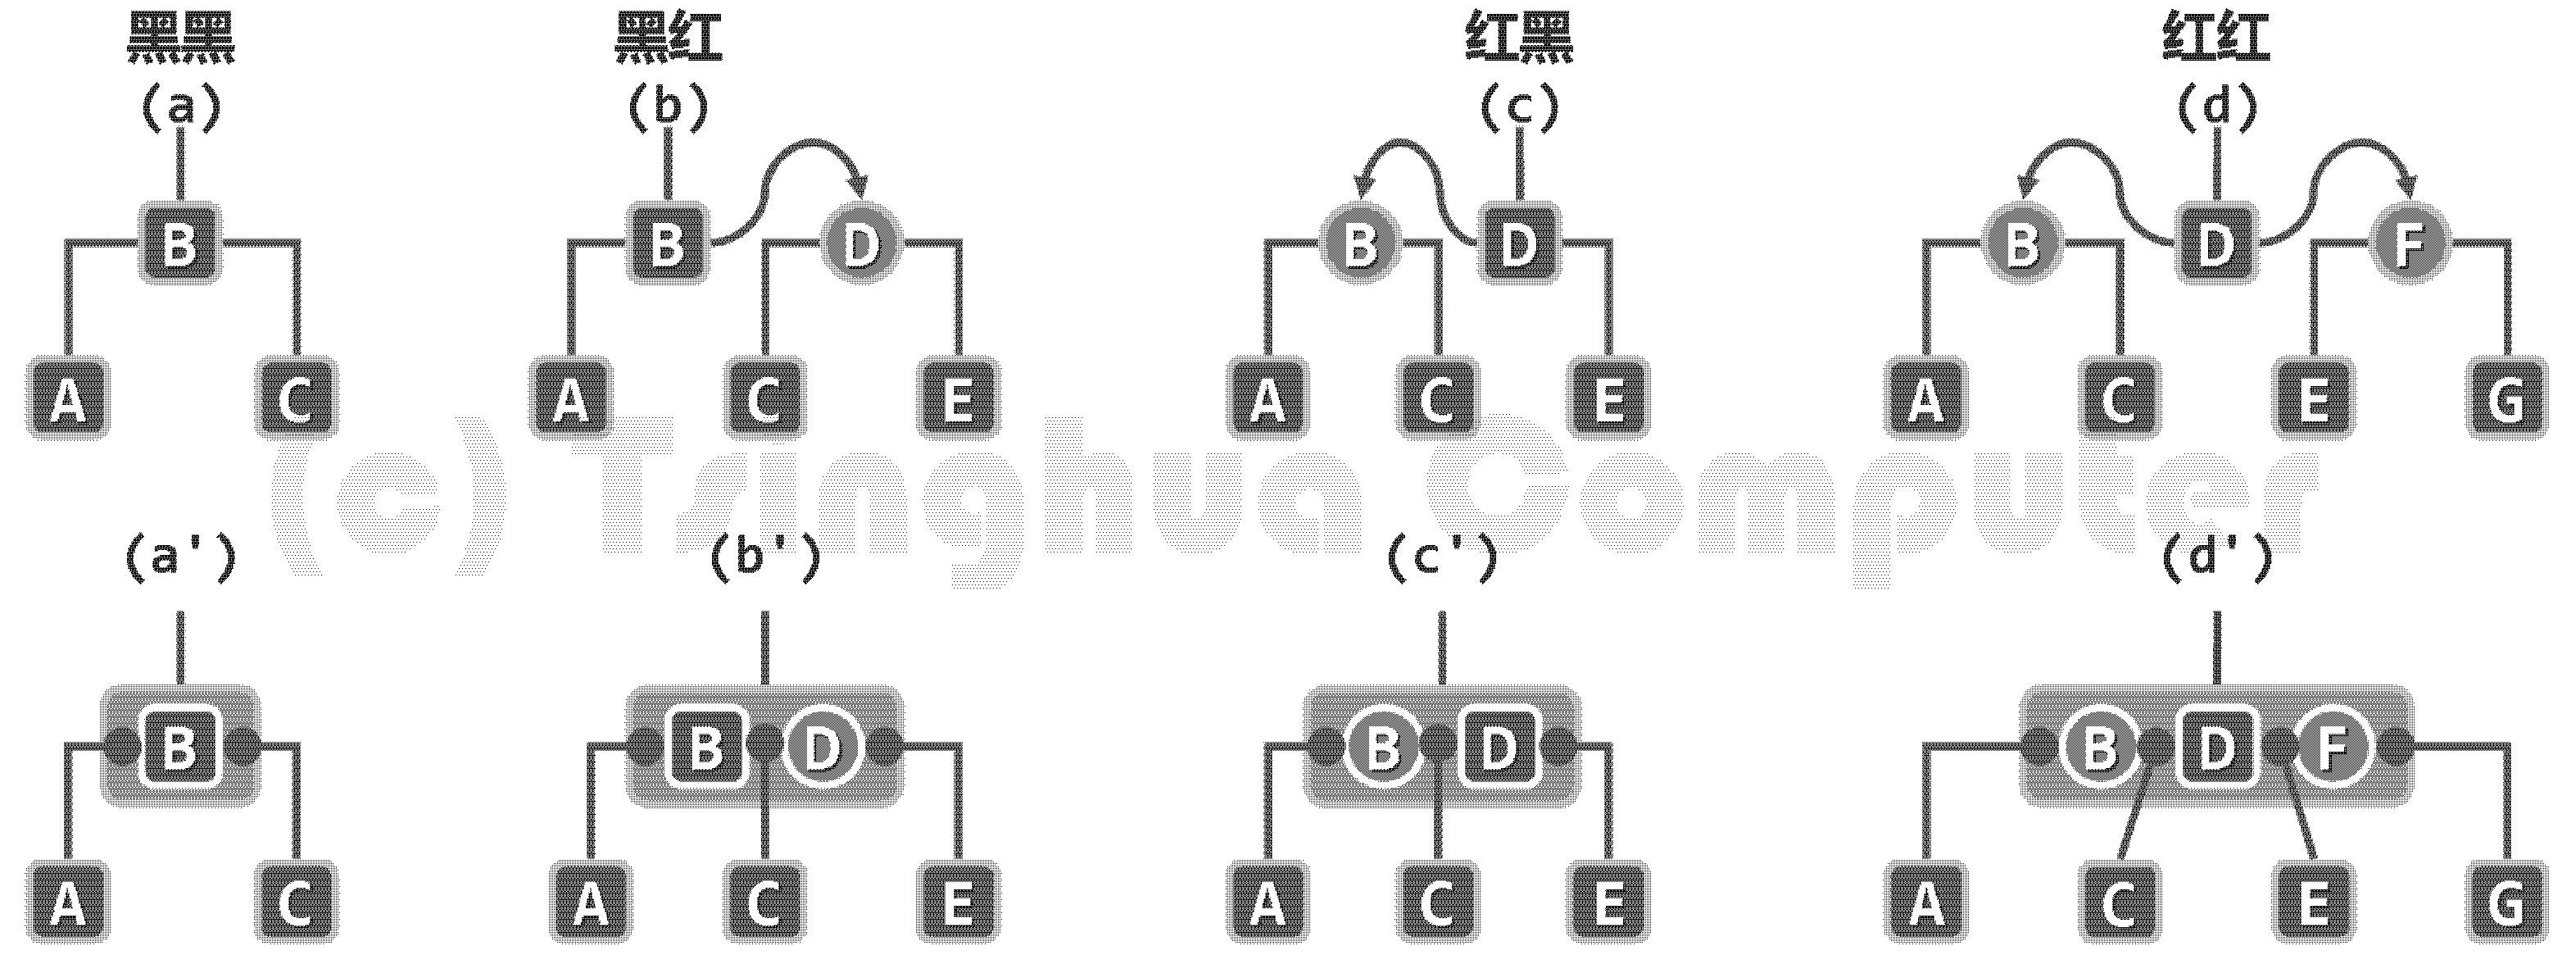 黑黑 黑红 红黑 红红
(a) (b) (c) (d)
B B D B D B D F
A C A C E A C E A C E G
(c) Tsinghua Computer
(a') (b') (c') (d')
B B D B D B D F
A C A C E A C E A C E G